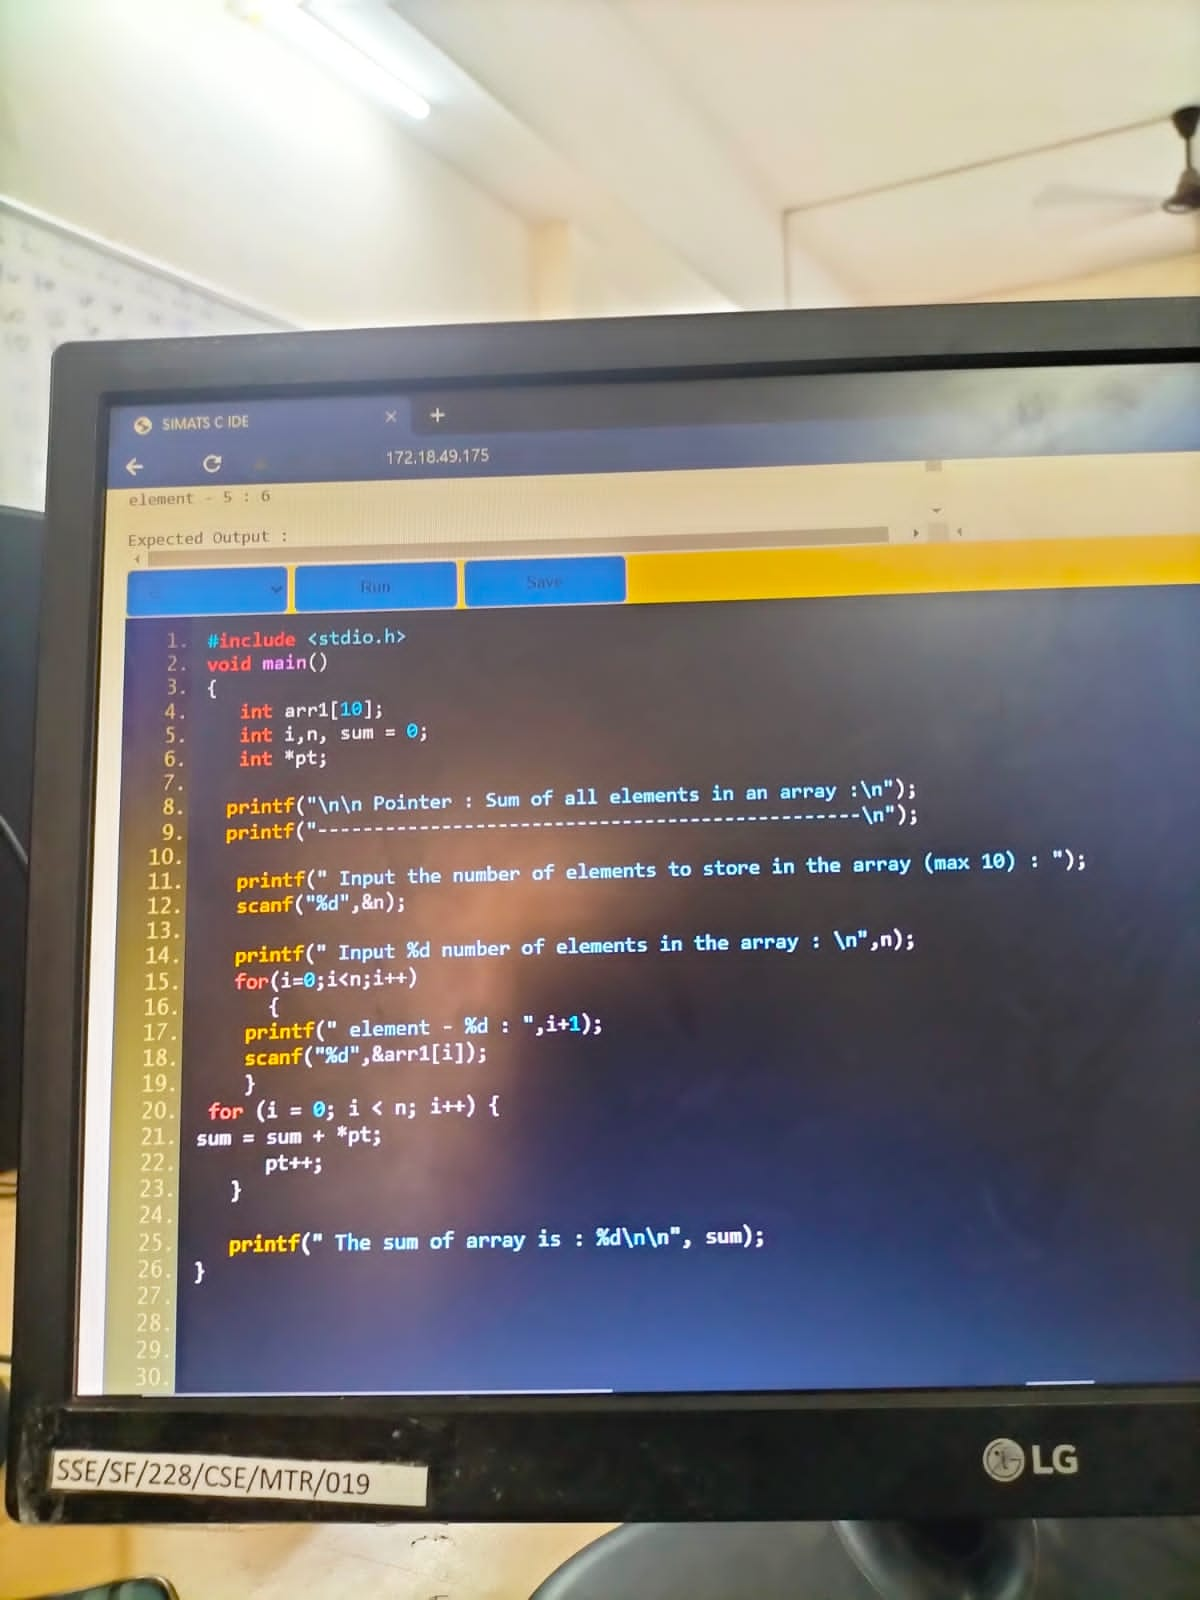 SIMATS C IDE
172.18.49.175
element - 5 : 6
Expected Output :
Run Save
1. #include <stdio.h>
2. void main()
3. {
4. int arr1[10];
5. int i,n, sum = 0;
6. int *pt;
7.
8. printf("\n\n Pointer : Sum of all elements in an array :\n");
9. printf("------------------------------------------------\n");
10.
11. printf(" Input the number of elements to store in the array (max 10) : ");
12. scanf("%d",&n);
13.
14. printf(" Input %d number of elements in the array : \n",n);
15. for(i=0;i<n;i++)
16. {
17. printf(" element - %d : ",i+1);
18. scanf("%d",&arr1[i]);
19. }
20. for (i = 0; i < n; i++) {
21. sum = sum + *pt;
22. pt++;
23. }
24.
25. printf(" The sum of array is : %d\n\n", sum);
26. }
27.
28.
29.
30.
LG
SSE/SF/228/CSE/MTR/019